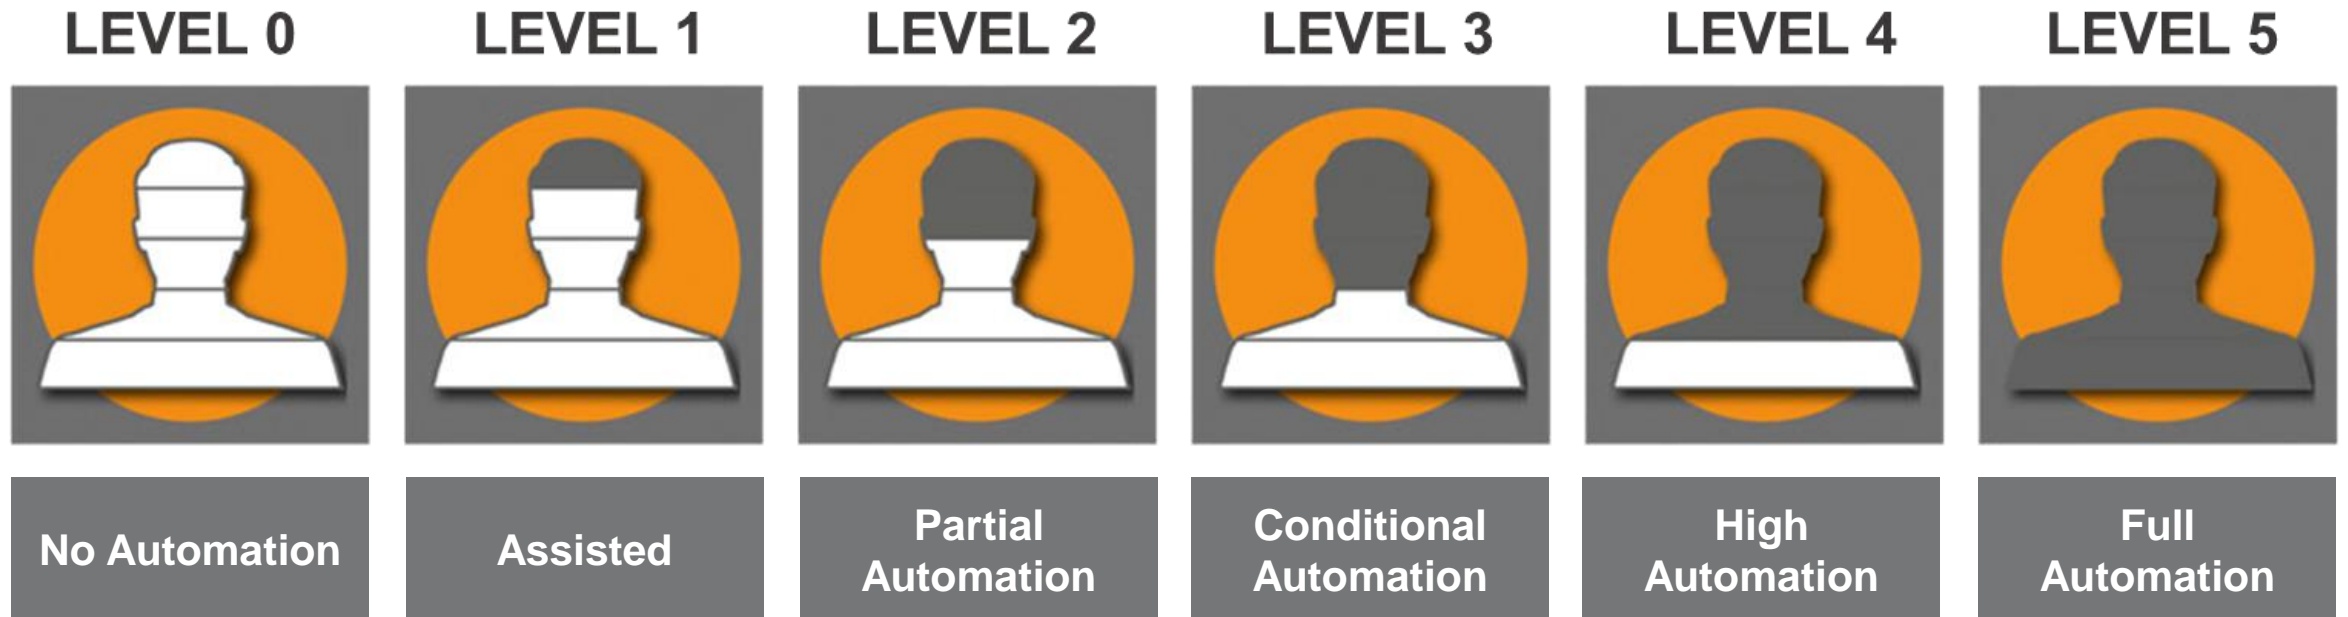 LEVEL 0
LEVEL 1
LEVEL 2
LEVEL 3
LEVEL 4
LEVEL 5
No Automation
Assisted
Partial
Automation
Conditional
Automation
High
Automation
Full
Automation